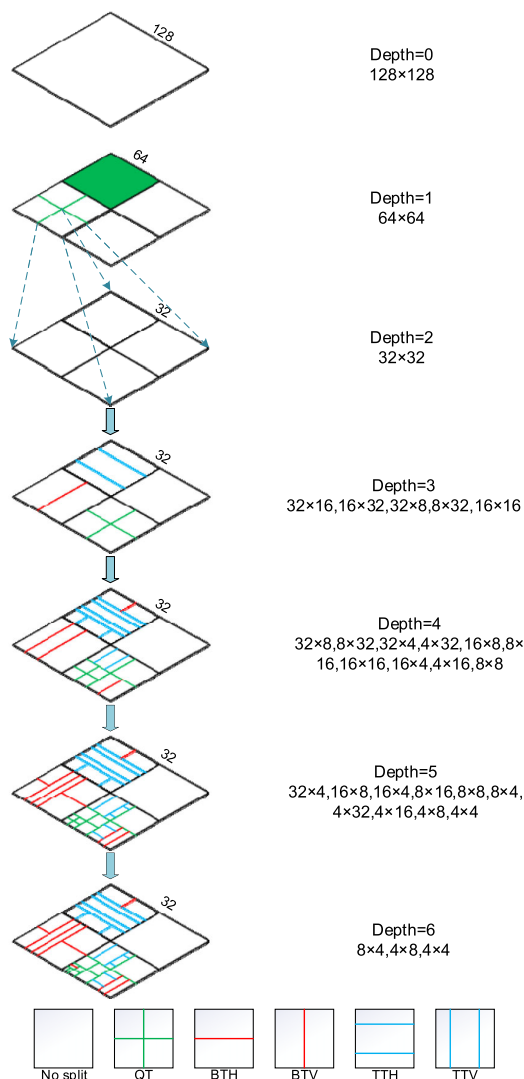 128
Depth=0
128×128
64
Depth=1
64×64
32
Depth=2
32×32
32
Depth=3
32×16,16×32,32×8,8×32,16×16
32
Depth=4
32×8,8×32,32×4,4×32,16×8,8×
16,16×16,16×4,4×16,8×8
32
Depth=5
32×4,16×8,16×4,8×16,8×8,8×4,
4×32,4×16,4×8,4×4
32
Depth=6
8×4,4×8,4×4
No split QT BTH BTV TTH TTV